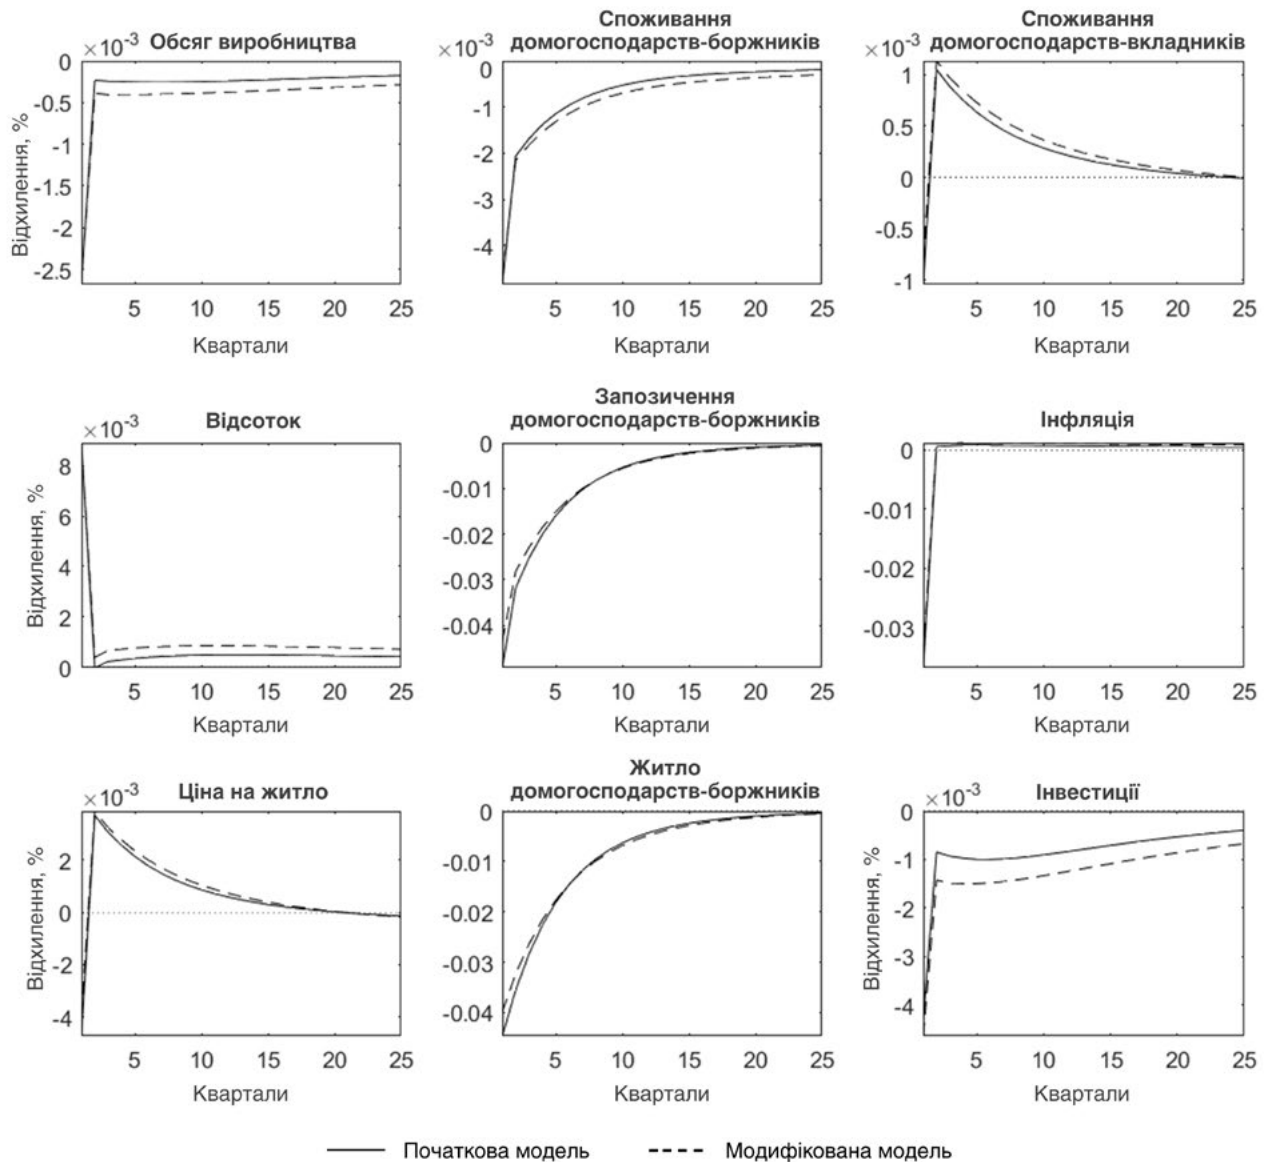 Обсяг виробництва
×10-3
Відхилення, %
0
-0.5
-1
-1.5
-2
-2.5
5 10 15 20 25
Квартали
Споживання
домогосподарств-боржників
×10-3
0
-1
-2
-3
-4
5 10 15 20 25
Квартали
Споживання
домогосподарств-вкладників
×10-3
1
0.5
0
-0.5
-1
5 10 15 20 25
Квартали
Відсоток
×10-3
Відхилення, %
8
6
4
2
0
5 10 15 20 25
Квартали
Запозичення
домогосподарств-боржників
0
-0.01
-0.02
-0.03
-0.04
5 10 15 20 25
Квартали
Інфляція
0
-0.01
-0.02
-0.03
5 10 15 20 25
Квартали
Ціна на житло
×10-3
Відхилення, %
2
0
-2
-4
5 10 15 20 25
Квартали
Житло
домогосподарств-боржників
0
-0.01
-0.02
-0.03
-0.04
5 10 15 20 25
Квартали
Інвестиції
×10-3
Відхилення, %
0
-1
-2
-3
-4
5 10 15 20 25
Квартали
Початкова модель
Модифікована модель